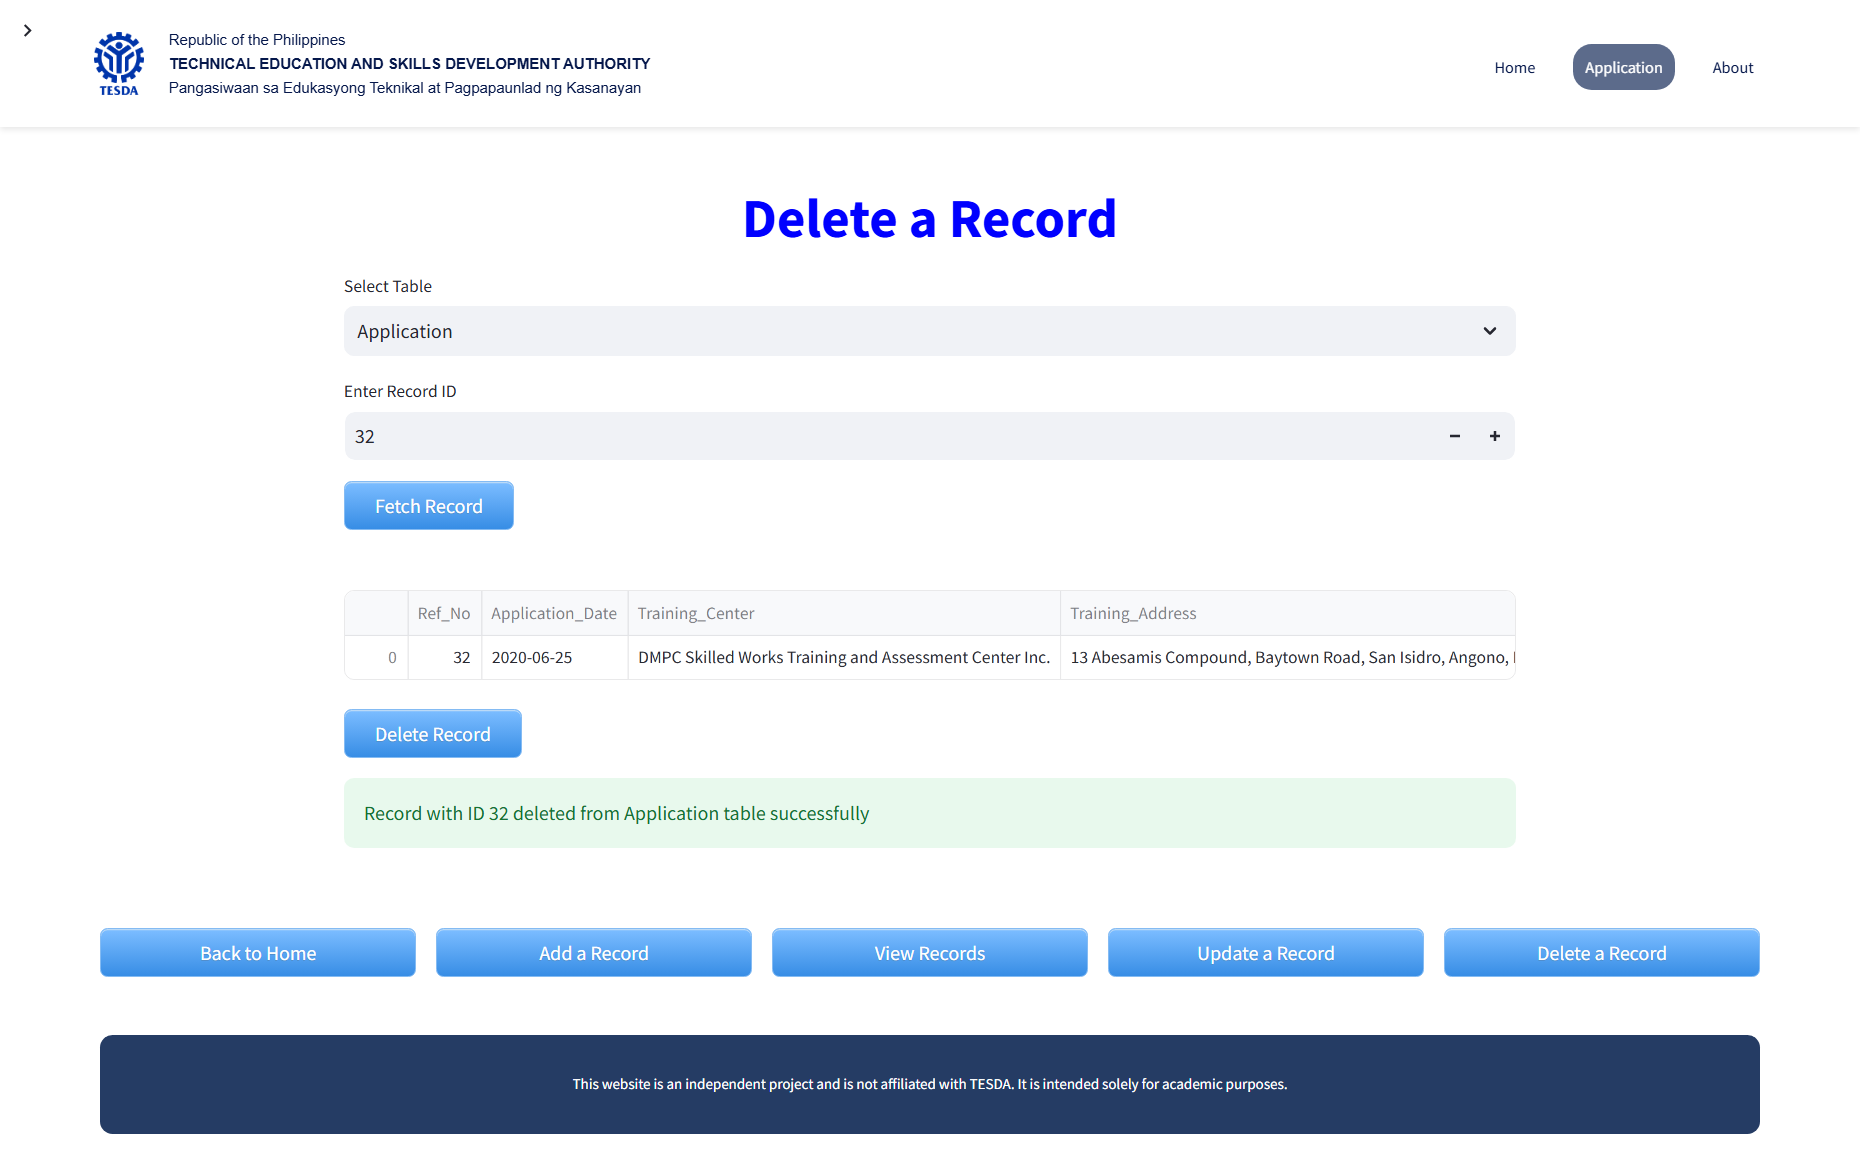 Republic of the Philippines
TECHNICAL EDUCATION AND SKILLS DEVELOPMENT AUTHORITY
Pangasiwaan sa Edukasyong Teknikal at Pagpapaunlad ng Kasanayan
TESDA
Home
Application
About
Delete a Record
Select Table
Application
Enter Record ID
32
Fetch Record
Ref_No Application_Date Training_Center Training_Address
0 32 2020-06-25 DMPC Skilled Works Training and Assessment Center Inc. 13 Abesamis Compound, Baytown Road, San Isidro, Angono,
Delete Record
Record with ID 32 deleted from Application table successfully
Back to Home
Add a Record
View Records
Update a Record
Delete a Record
This website is an independent project and is not affiliated with TESDA. It is intended solely for academic purposes.